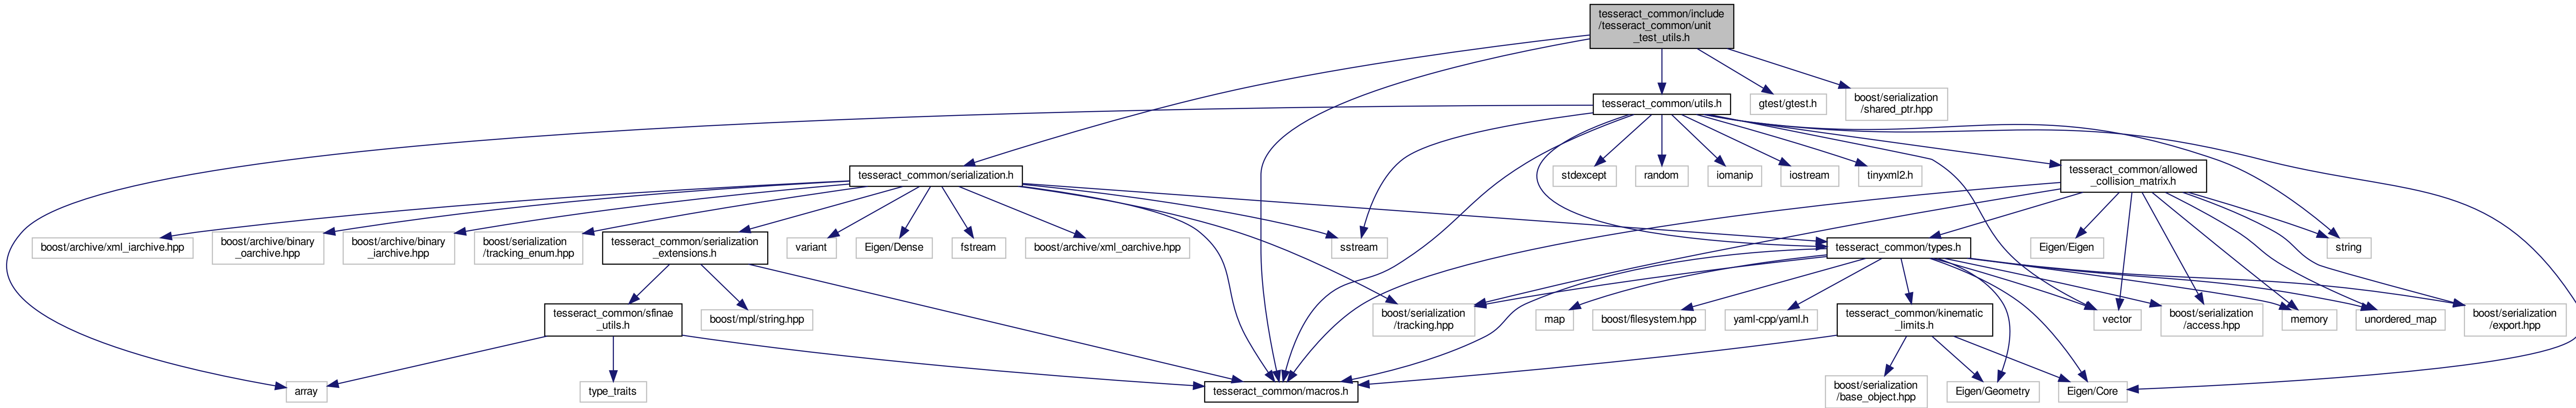 tesseract_common/include
/tesseract_common/unit
_test_utils.h
tesseract_common/utils.h
gtest/gtest.h
boost/serialization
/shared_ptr.hpp
tesseract_common/serialization.h
stdexcept
random
iomanip
iostream
tinyxml2.h
tesseract_common/allowed
_collision_matrix.h
boost/archive/xml_iarchive.hpp
boost/archive/binary
_oarchive.hpp
boost/archive/binary
_iarchive.hpp
boost/serialization
/tracking_enum.hpp
tesseract_common/serialization
_extensions.h
variant
Eigen/Dense
fstream
boost/archive/xml_oarchive.hpp
sstream
tesseract_common/types.h
Eigen/Eigen
string
tesseract_common/sfinae
_utils.h
boost/mpl/string.hpp
boost/serialization
/tracking.hpp
map
boost/filesystem.hpp
yaml-cpp/yaml.h
tesseract_common/kinematic
_limits.h
vector
boost/serialization
/access.hpp
memory
unordered_map
boost/serialization
/export.hpp
array
type_traits
tesseract_common/macros.h
boost/serialization
/base_object.hpp
Eigen/Geometry
Eigen/Core